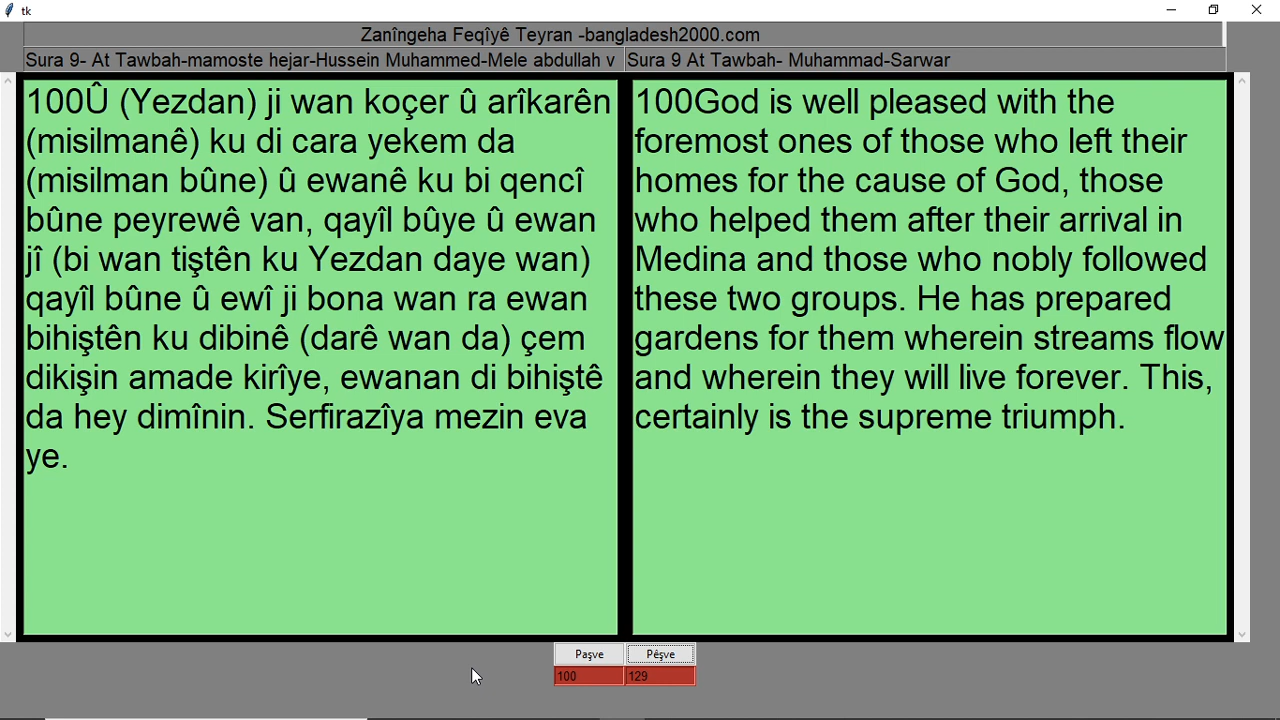 tk
Zanîngeha Feqîyê Teyran -bangladesh2000.com
Sura 9- At Tawbah-mamoste hejar-Hussein Muhammed-Mele abdullah v
Sura 9 At Tawbah- Muhammad-Sarwar
100Û (Yezdan) ji wan koçer û arîkarên
(misilmanê) ku di cara yekem da
(misilman bûne) û ewanê ku bi qencî
bûne peyrewê van, qayîl bûye û ewan
jî (bi wan tiştên ku Yezdan daye wan)
qayîl bûne û ewî ji bona wan ra ewan
bihiştên ku dibinê (darê wan da) çem
dikişin amade kirîye, ewanan di bihiştê
da hey dimînin. Serfirazîya mezin eva
ye.
100God is well pleased with the
foremost ones of those who left their
homes for the cause of God, those
who helped them after their arrival in
Medina and those who nobly followed
these two groups. He has prepared
gardens for them wherein streams flow
and wherein they will live forever. This,
certainly is the supreme triumph.
Paşve
Pêşve
100
129